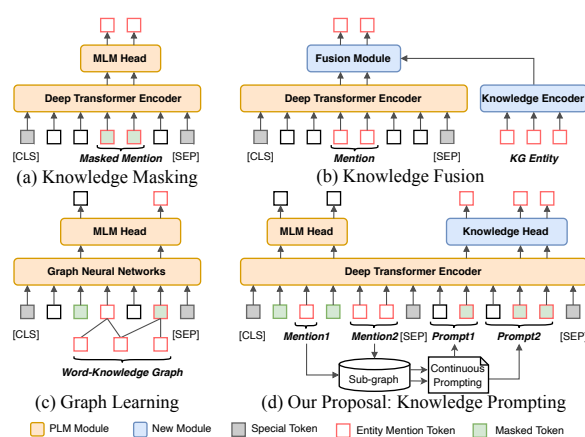 MLM Head
Deep Transformer Encoder
[CLS] Masked Mention [SEP]
(a) Knowledge Masking
Fusion Module
Deep Transformer Encoder
Knowledge Encoder
[CLS] Mention [SEP] KG Entity
(b) Knowledge Fusion
MLM Head
Graph Neural Networks
[CLS] [SEP]
Word-Knowledge Graph
(c) Graph Learning
MLM Head
Knowledge Head
Deep Transformer Encoder
[CLS] Mention1 Mention2 [SEP] Prompt1 Prompt2 [SEP]
Sub-graph
Continuous
Prompting
(d) Our Proposal: Knowledge Prompting
PLM Module New Module Special Token Entity Mention Token Masked Token